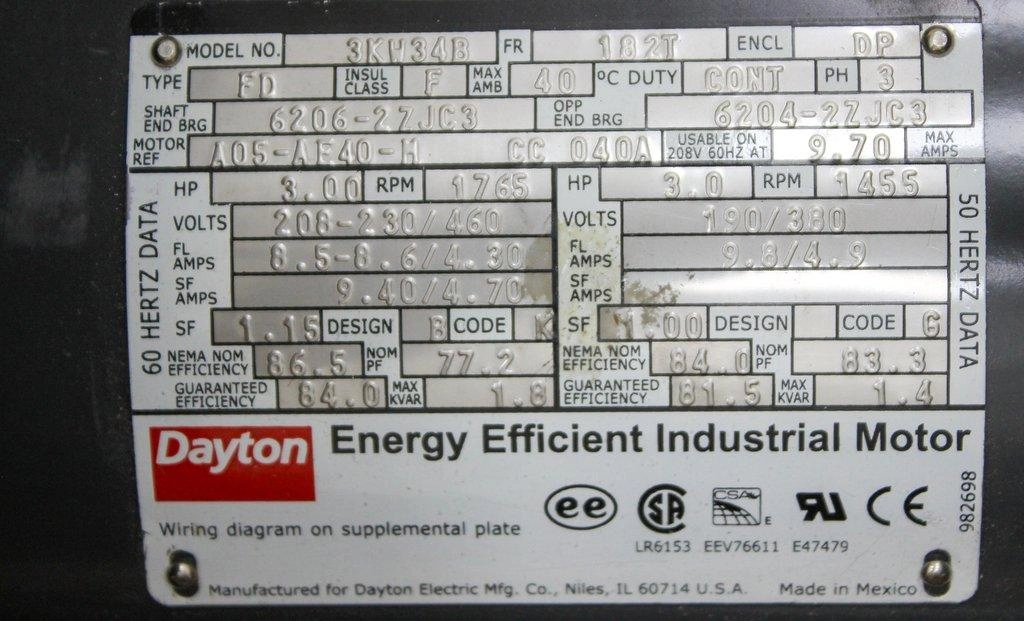 MODEL NO. 3KW34B FR 182T ENCL DP
TYPE FD INSUL CLASS F MAX AMB 40 ºC DUTY CONT PH 3
SHAFT END BRG 6206-2ZJC3 OPP END BRG 6204-2ZJC3
MOTOR REF A05-AE40-M CC 040A USABLE ON 208V 60HZ AT 9.70 MAX AMPS
60 HERTZ DATA
HP 3.00 RPM 1765
VOLTS 208-230/460
FL AMPS 8.5-8.6/4.30
SF AMPS 9.40/4.70
SF 1.15 DESIGN B CODE K
NEMA NOM EFFICIENCY 86.5 NOM PF 77.2
GUARANTEED EFFICIENCY 84.0 MAX KVAR 1.8
HP 3.0 RPM 1455
VOLTS 190/380
FL AMPS 9.8/4.9
SF AMPS
SF 1.00 DESIGN CODE G
NEMA NOM EFFICIENCY 84.0 NOM PF 83.3
GUARANTEED EFFICIENCY 81.5 MAX KVAR 1.4
50 HERTZ DATA
Dayton Energy Efficient Industrial Motor
ee SA CSA E RU CE
LR6153 EEV76611 E47479
982698
Wiring diagram on supplemental plate
Manufactured for Dayton Electric Mfg. Co., Niles, IL 60714 U.S.A. Made in Mexico